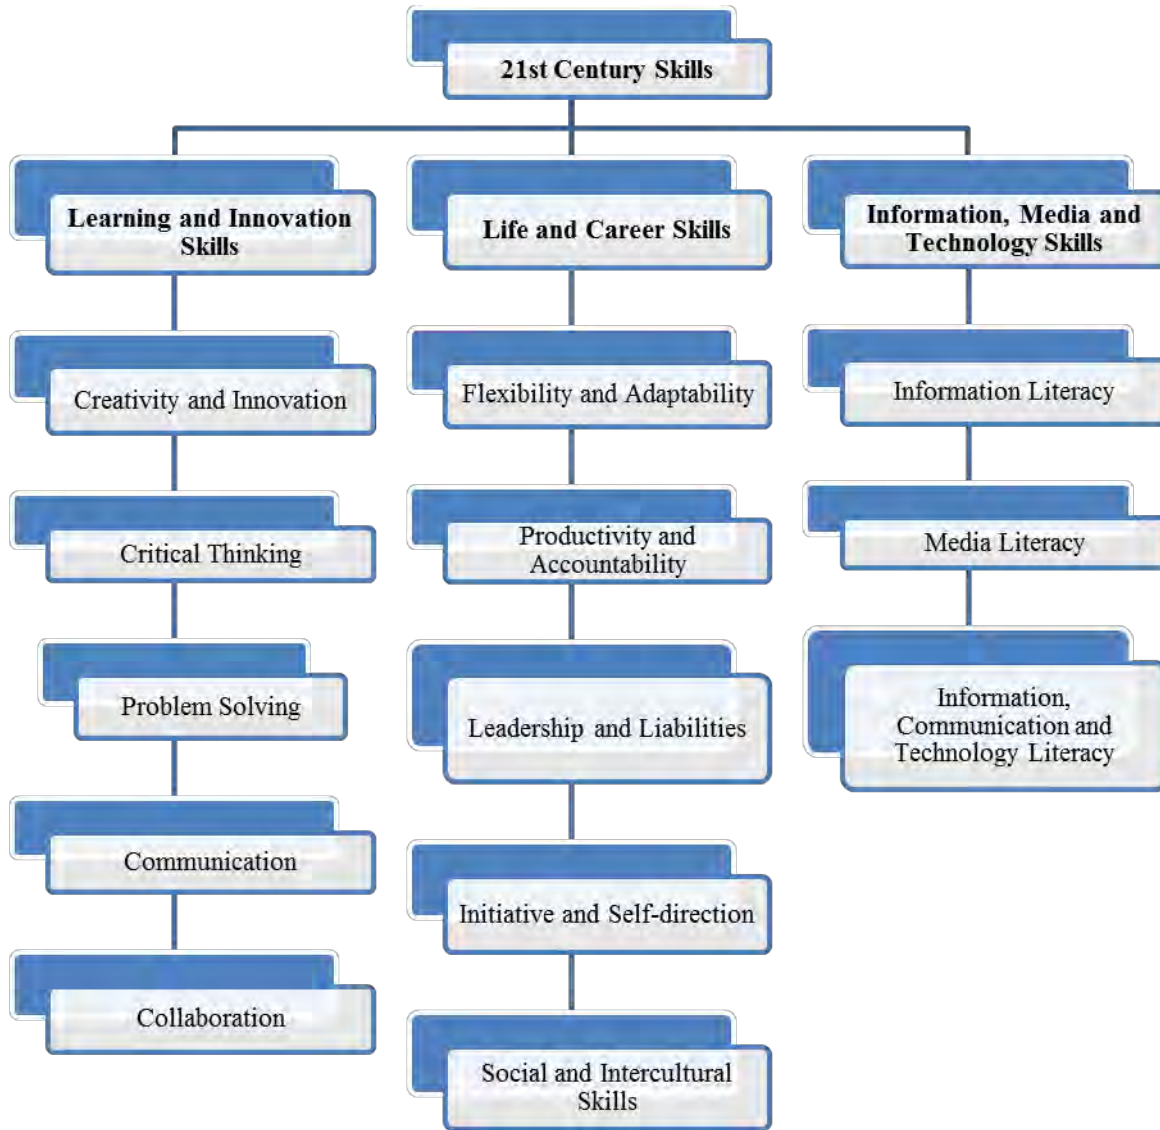 21st Century Skills
Learning and Innovation
Skills
Creativity and Innovation
Critical Thinking
Problem Solving
Communication
Collaboration
Life and Career Skills
Flexibility and Adaptability
Productivity and
Accountability
Leadership and Liabilities
Initiative and Self-direction
Social and Intercultural
Skills
Information, Media and
Technology Skills
Information Literacy
Media Literacy
Information,
Communication and
Technology Literacy